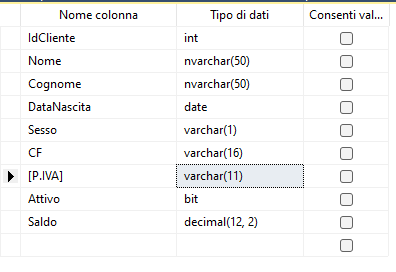 Nome colonna Tipo di dati Consenti val...
IdCliente int
Nome nvarchar(50)
Cognome nvarchar(50)
DataNascita date
Sesso varchar(1)
CF varchar(16)
[P.IVA] varchar(11)
Attivo bit
Saldo decimal(12, 2)